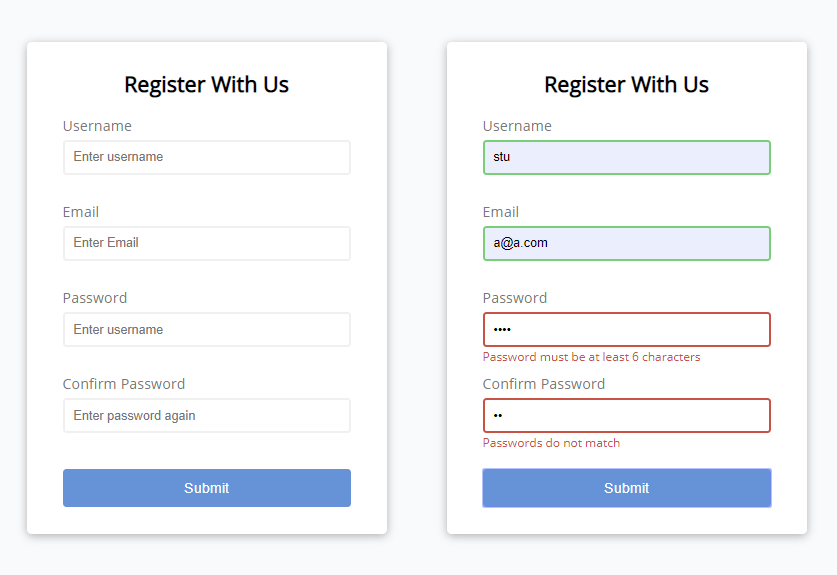 Register With Us
Username
Enter username
Email
Enter Email
Password
Enter username
Confirm Password
Enter password again
Submit
Register With Us
Username
stu
Email
a@a.com
Password
••••
Password must be at least 6 characters
Confirm Password
••
Passwords do not match
Submit